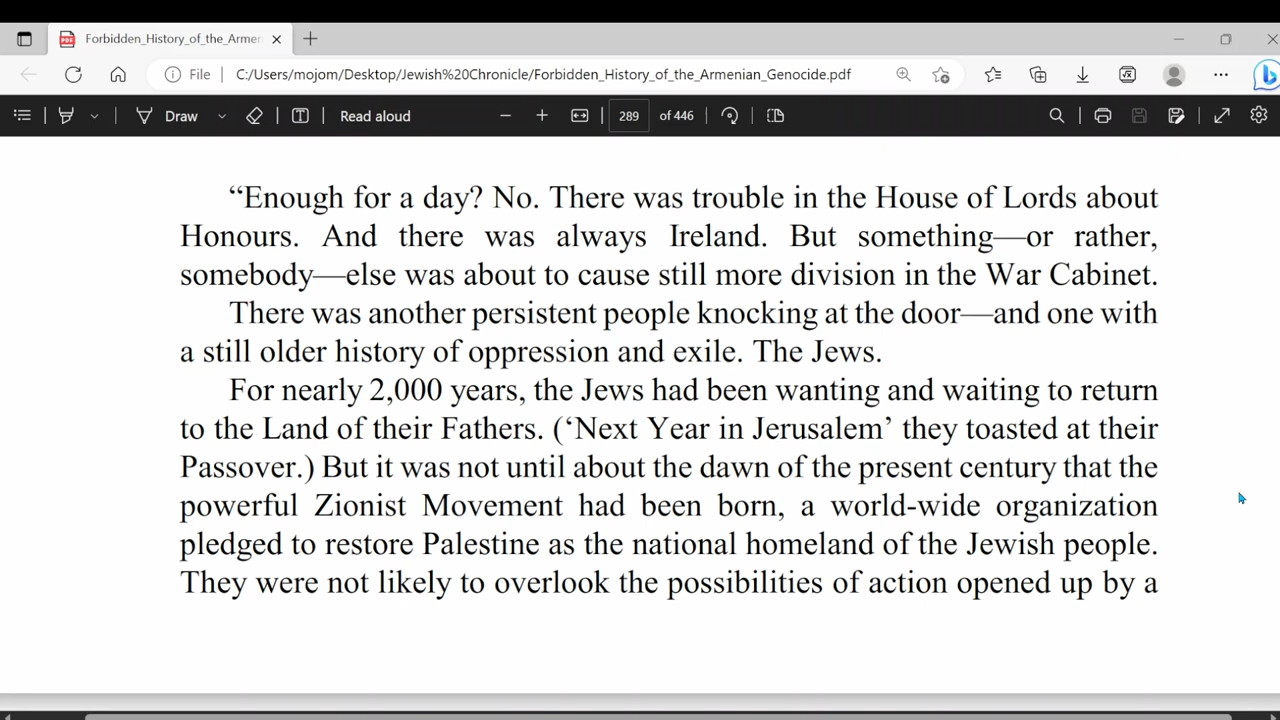 Forbidden_History_of_the_Armen
File
C:/Users/mojom/Desktop/Jewish%20Chronicle/Forbidden_History_of_the_Armenian_Genocide.pdf
Draw
Read aloud
289 of 446
“Enough for a day? No. There was trouble in the House of Lords about
Honours. And there was always Ireland. But something—or rather,
somebody—else was about to cause still more division in the War Cabinet.
There was another persistent people knocking at the door—and one with
a still older history of oppression and exile. The Jews.
For nearly 2,000 years, the Jews had been wanting and waiting to return
to the Land of their Fathers. (‘Next Year in Jerusalem’ they toasted at their
Passover.) But it was not until about the dawn of the present century that the
powerful Zionist Movement had been born, a world-wide organization
pledged to restore Palestine as the national homeland of the Jewish people.
They were not likely to overlook the possibilities of action opened up by a